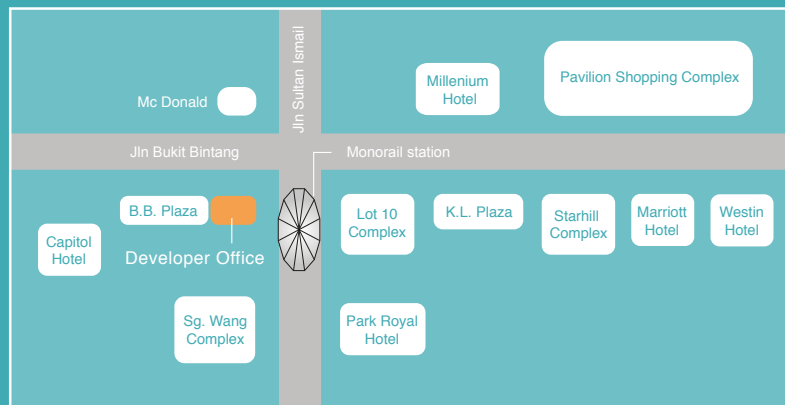 Jln Sultan Ismail
Mc Donald
Millenium
Hotel
Pavilion Shopping Complex
Jln Bukit Bintang
Monorail station
B.B. Plaza
Developer Office
Capitol
Hotel
Lot 10
Complex
K.L. Plaza
Starhill
Complex
Marriott
Hotel
Westin
Hotel
Sg. Wang
Complex
Park Royal
Hotel